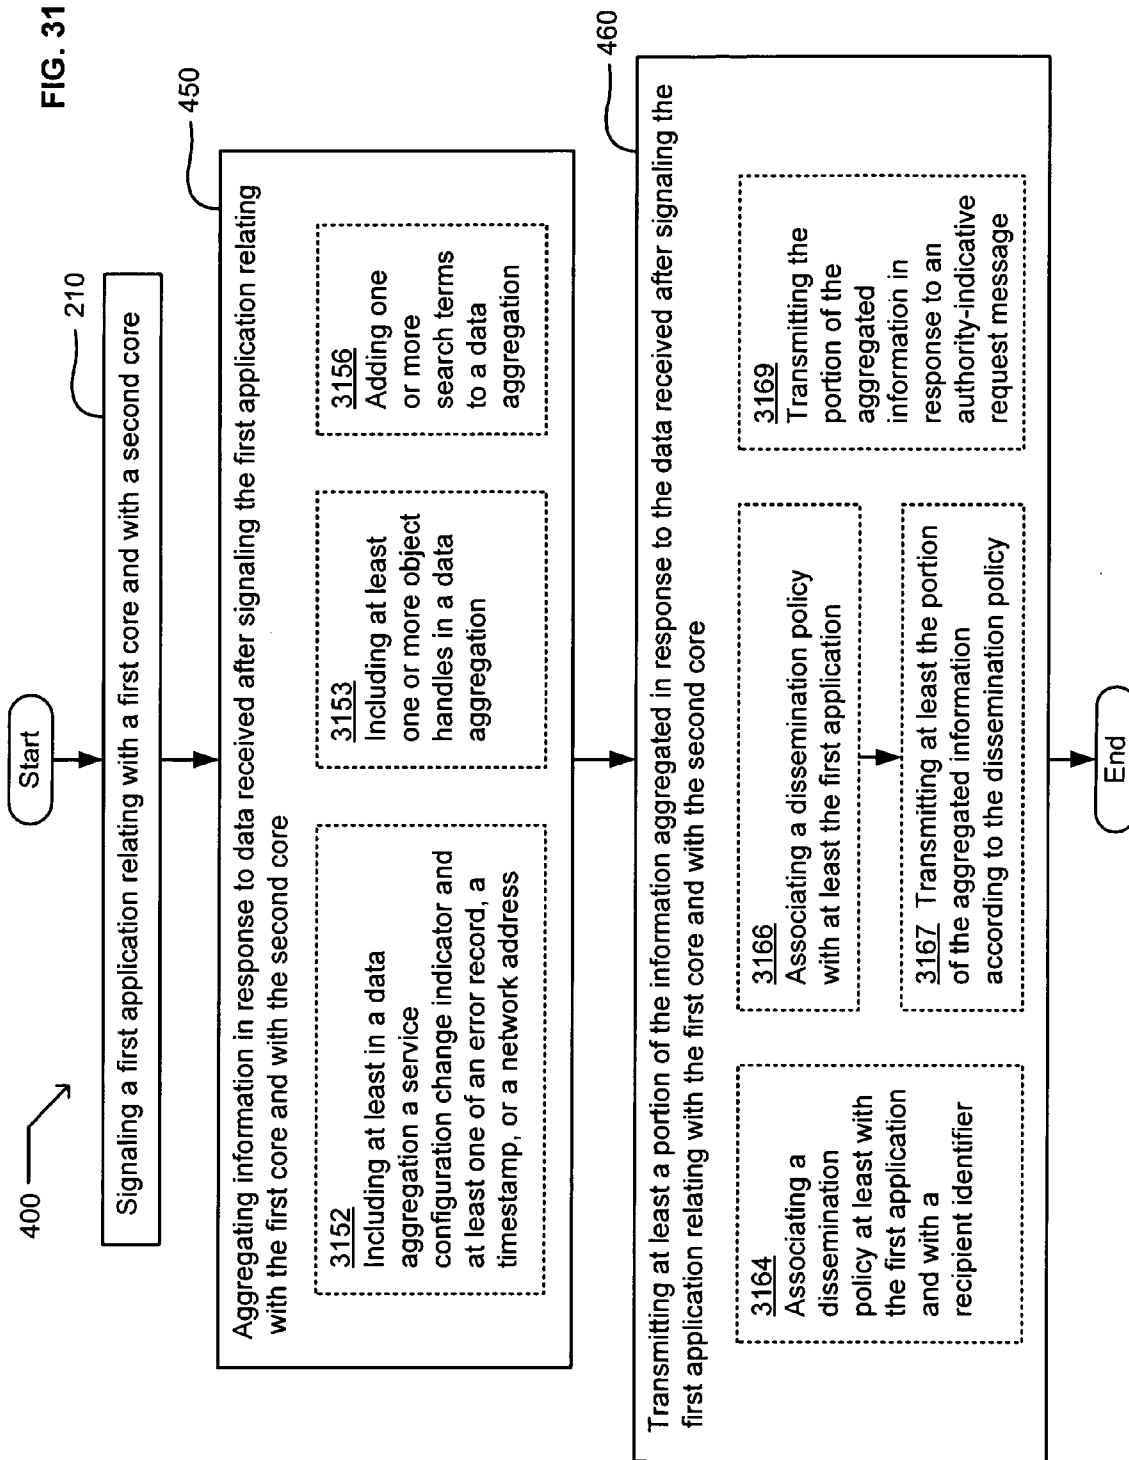 FIG. 31
400
Start
210
Signaling a first application relating with a first core and with a second core
450
Aggregating information in response to data received after signaling the first application relating
with the first core and with the second core
3152
Including at least in a data
aggregation a service
configuration change indicator and
at least one of an error record, a
timestamp, or a network address
3153
Including at least
one or more object
handles in a data
aggregation
3156
Adding one
or more
search terms
to a data
aggregation
460
Transmitting at least a portion of the information aggregated in response to the data received after signaling the
first application relating with the first core and with the second core
3164
Associating a
dissemination
policy at least with
the first application
and with a
recipient identifier
3166
Associating a dissemination policy
with at least the first application
3167 Transmitting at least the portion
of the aggregated information
according to the dissemination policy
3169
Transmitting the
portion of the
aggregated
information in
response to an
authority-indicative
request message
End